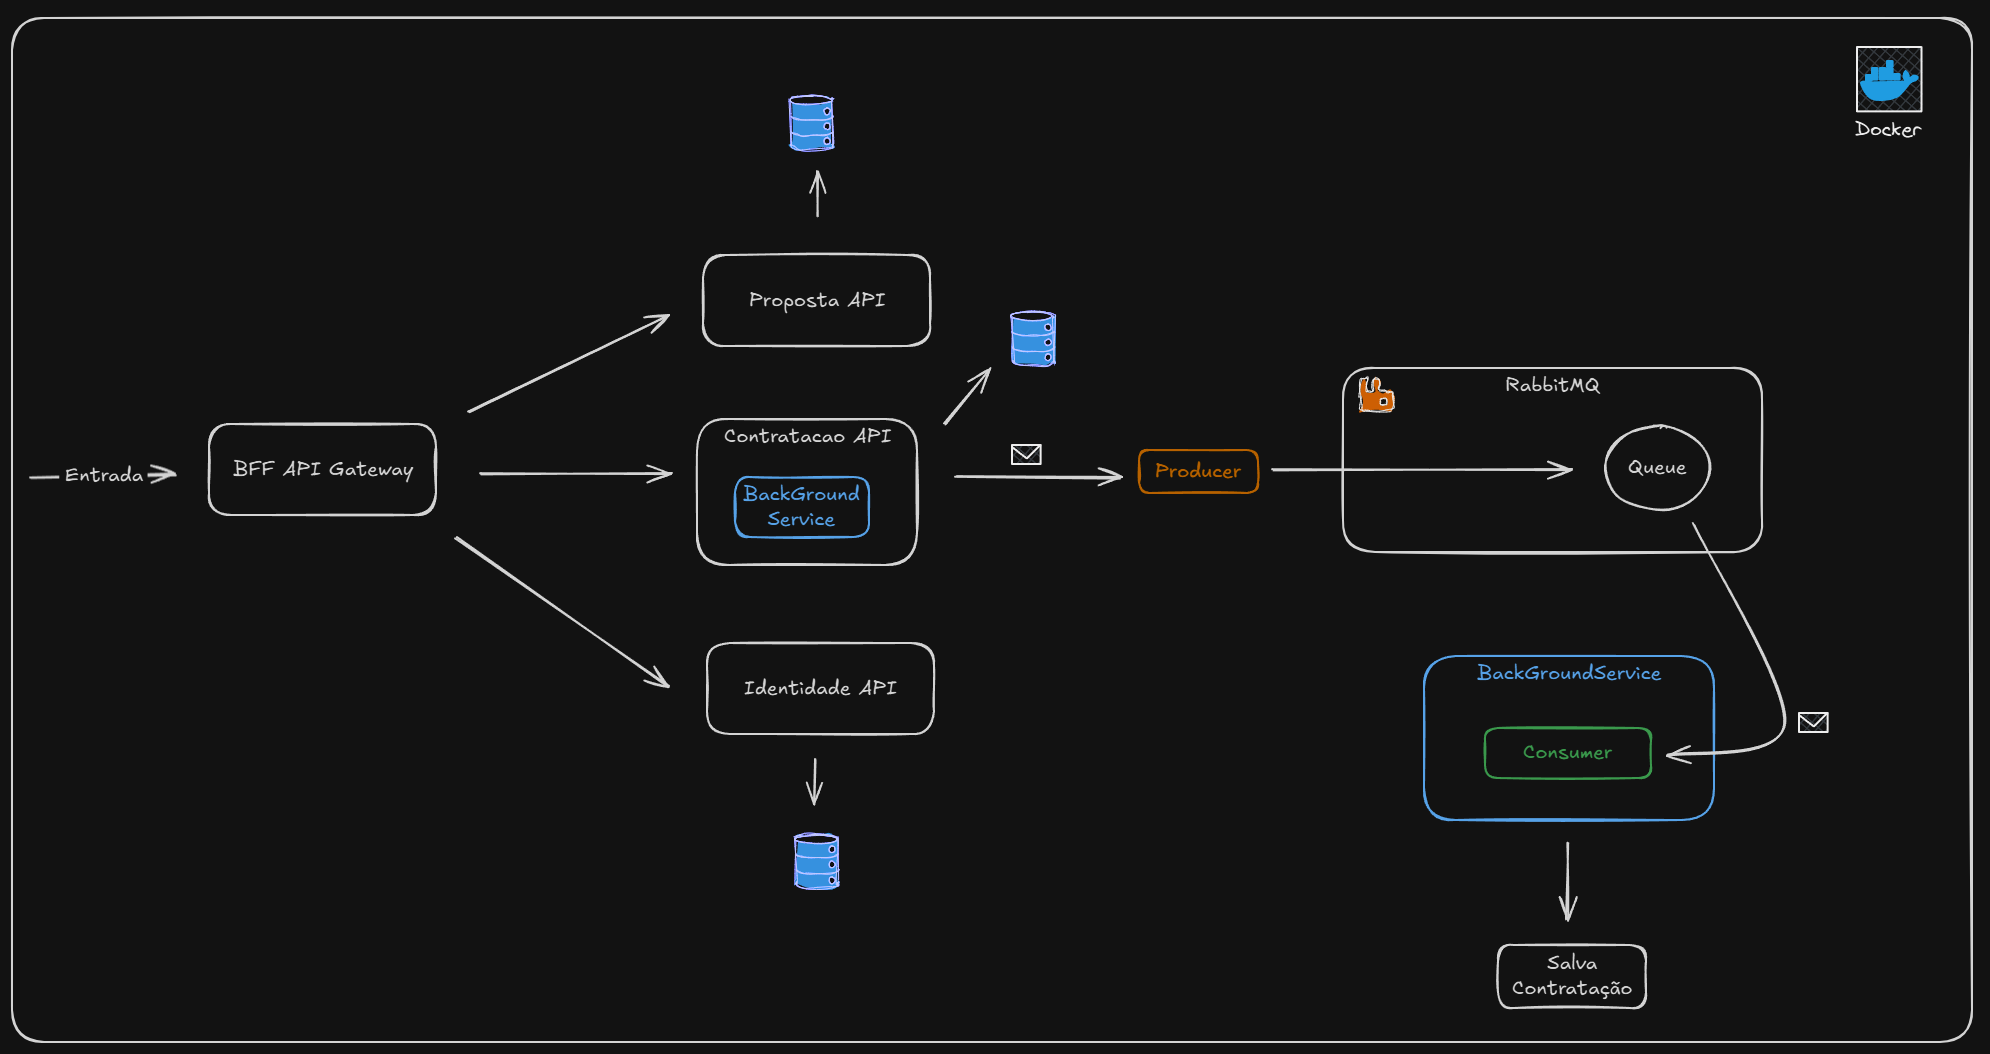 Docker
Proposta API
RabbitMQ
Contratacao API
Entrada
BFF API Gateway
BackGround
Service
Producer
Queue
Identidade API
BackGroundService
Consumer
Salva
Contratação